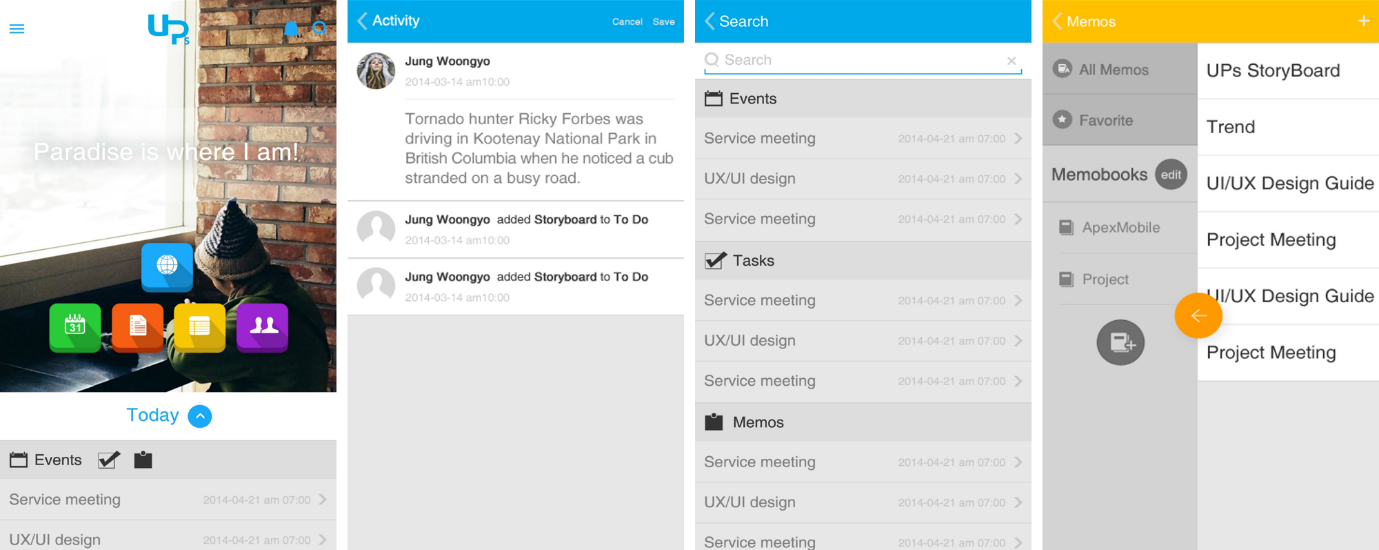 UPs
Paradise is where I am!
31
Today
Events
Service meeting 2014-04-21 am 07:00
UX/UI design 2014-04-21 am 07:00
Activity Cancel Save
Jung Woongyo
2014-03-14 am10:00
Tornado hunter Ricky Forbes was
driving in Kootenay National Park in
British Columbia when he noticed a cub
stranded on a busy road.
Jung Woongyo added Storyboard to To Do
2014-03-14 am10:00
Jung Woongyo added Storyboard to To Do
2014-03-14 am10:00
Search
Search
Events
Service meeting 2014-04-21 am 07:00
UX/UI design 2014-04-21 am 07:00
Service meeting 2014-04-21 am 07:00
Tasks
Service meeting 2014-04-21 am 07:00
UX/UI design 2014-04-21 am 07:00
Service meeting 2014-04-21 am 07:00
Memos
Service meeting 2014-04-21 am 07:00
UX/UI design 2014-04-21 am 07:00
Service meeting 2014-04-21 am 07:00
Memos
All Memos
Favorite
Memobooks edit
ApexMobile
Project
UPs StoryBoard
Trend
UI/UX Design Guide
Project Meeting
UI/UX Design Guide
Project Meeting